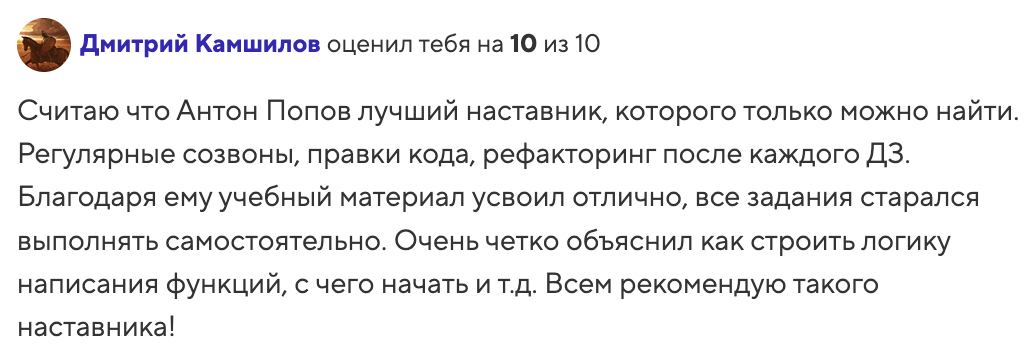 Дмитрий Камшилов оценил тебя на 10 из 10
Считаю что Антон Попов лучший наставник, которого только можно найти.
Регулярные созвоны, правки кода, рефакторинг после каждого ДЗ.
Благодаря ему учебный материал усвоил отлично, все задания старался
выполнять самостоятельно. Очень четко объяснил как строить логику
написания функций, с чего начать и т.д. Всем рекомендую такого
наставника!